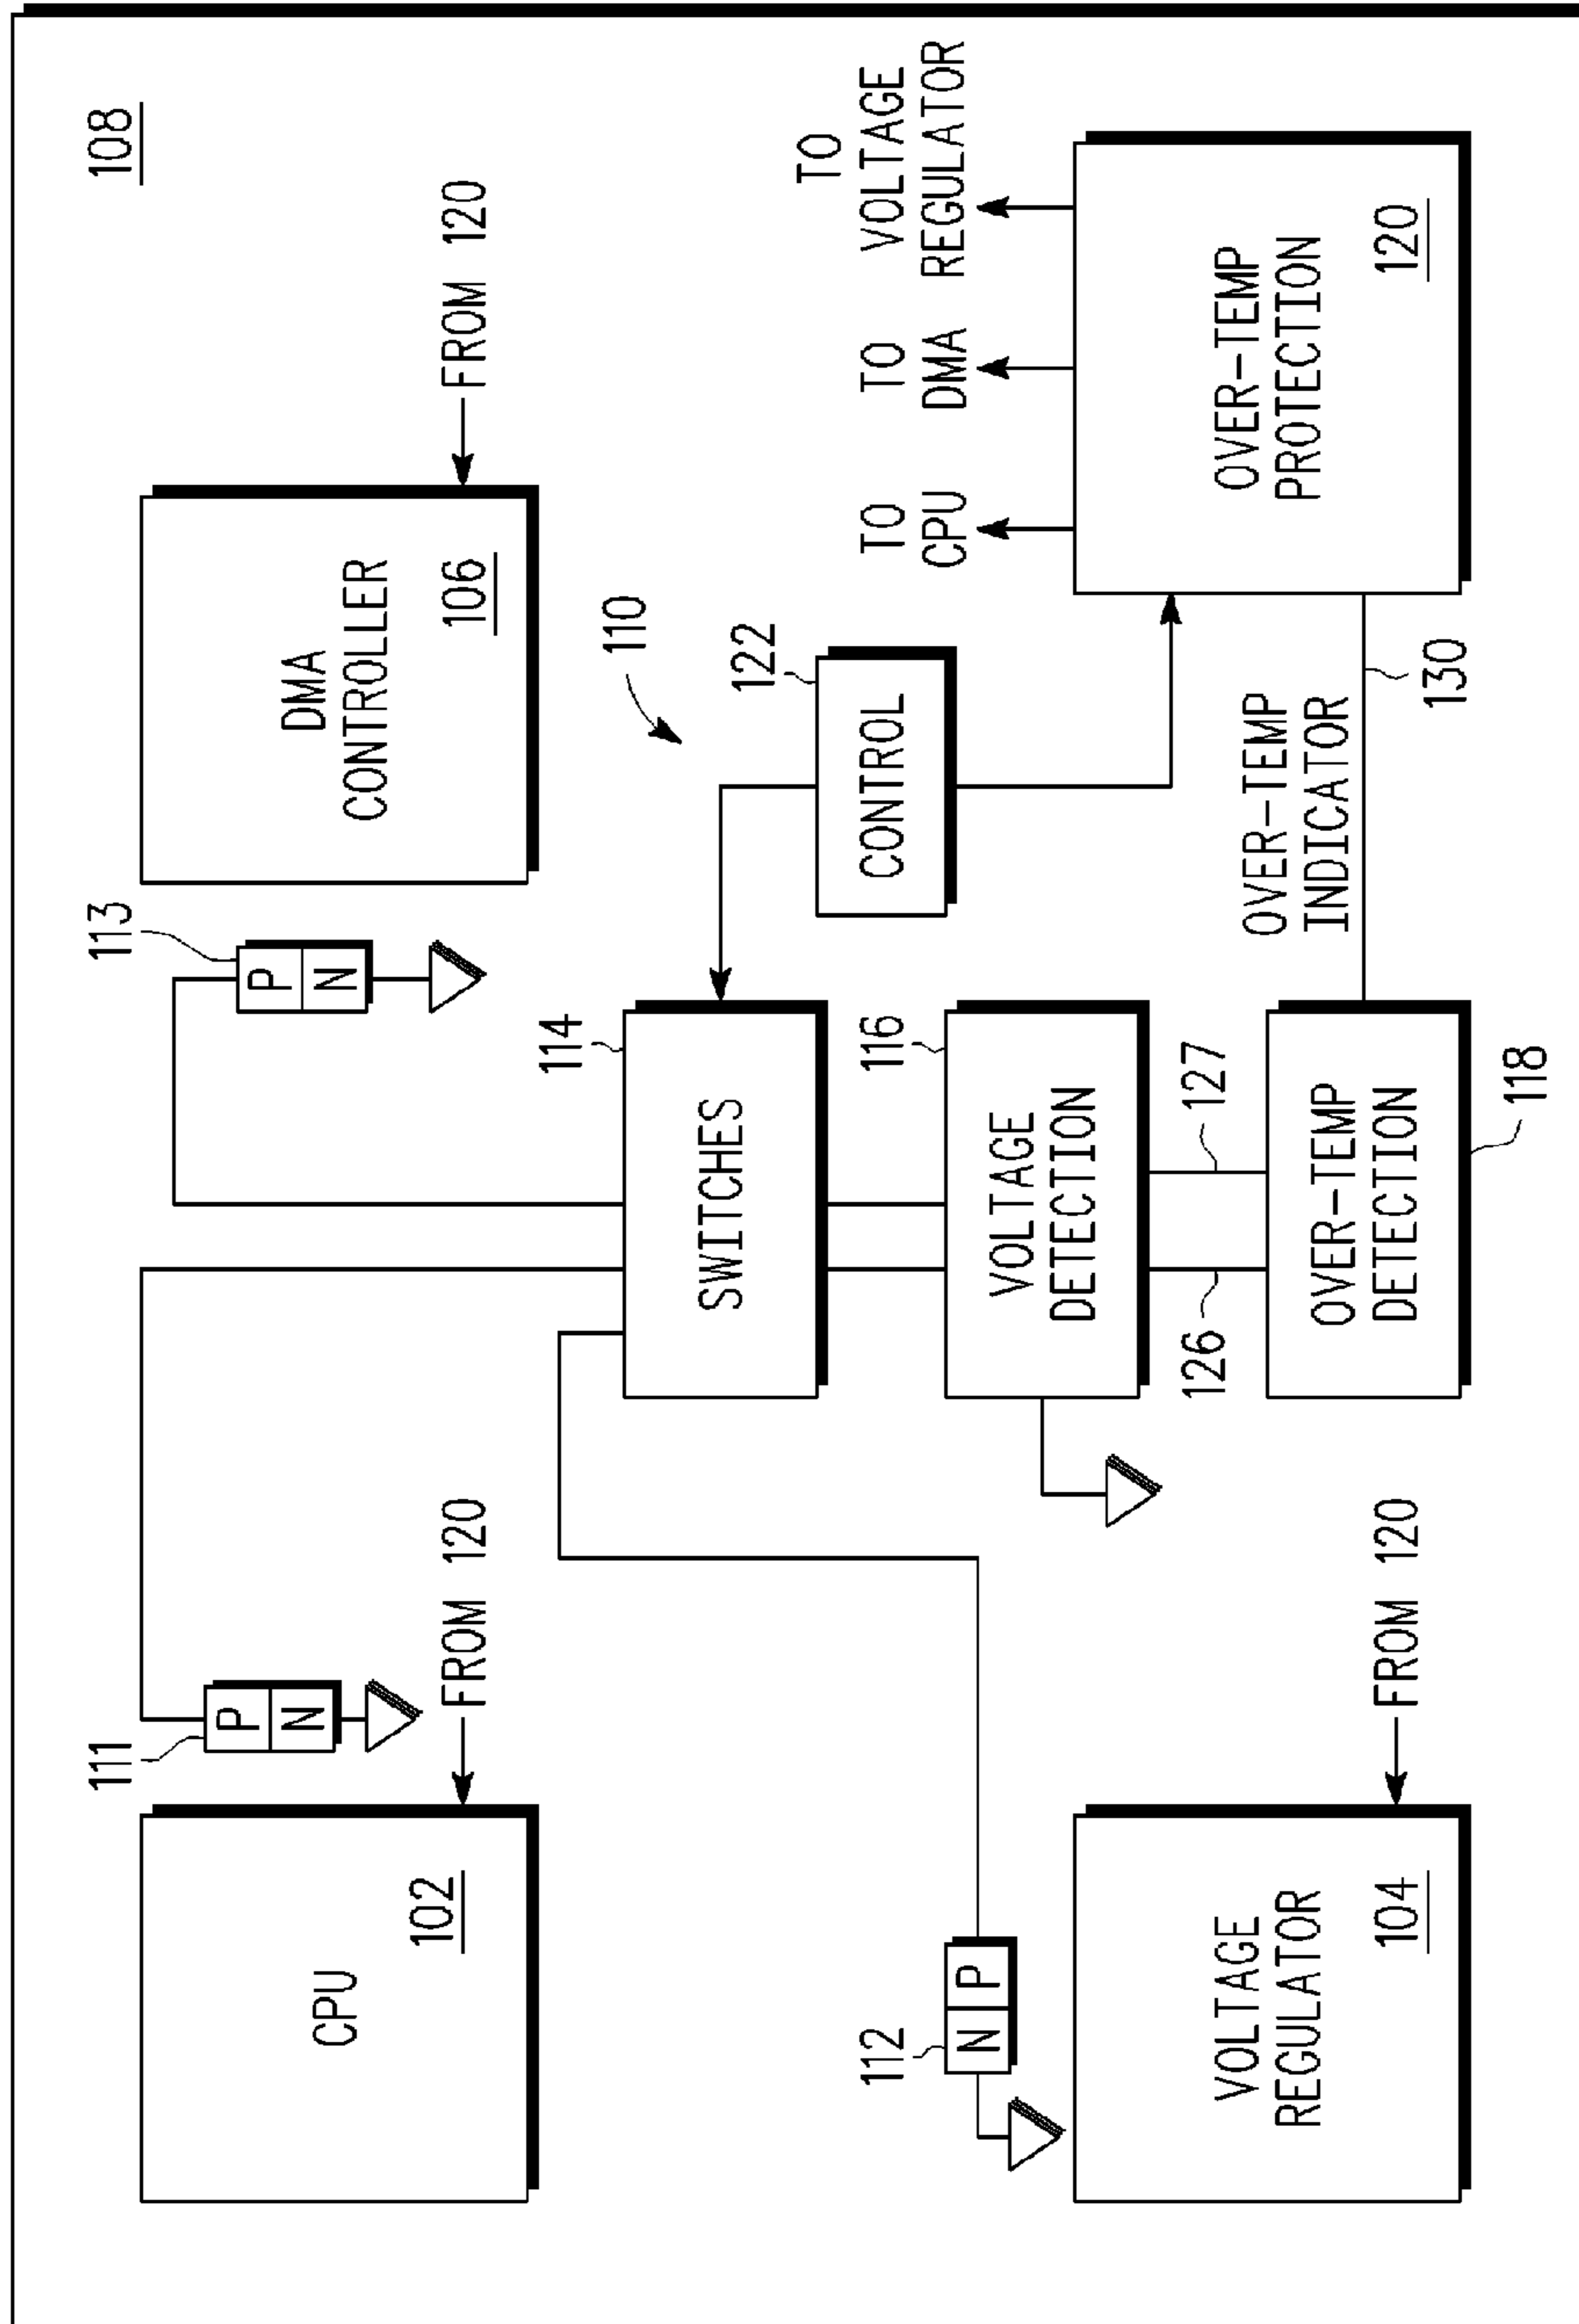 108
111
113
P
N
P
N
CPU
102
FROM 120
DMA
CONTROLLER
106
FROM 120
110
114
SWITCHES
122
CONTROL
112
N
P
116
VOLTAGE
DETECTION
TO
CPU
TO
DMA
TO
VOLTAGE
REGULATOR
126
127
VOLTAGE
REGULATOR
104
FROM 120
OVER-TEMP
DETECTION
118
OVER-TEMP
INDICATOR
130
OVER-TEMP
PROTECTION
120